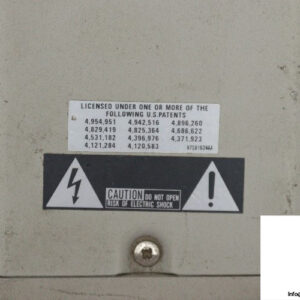 LICENSED UNDER ONE OR MORE OF THE
FOLLOWING U.S. PATENTS
4,954,951 4,942,516 4,896,260
4,829,419 4,825,364 4,686,622
4,531,182 4,396,976 4,371,923
4,121,284 4,120,583
CAUTION DO NOT OPEN
RISK OF ELECTRIC SHOCK